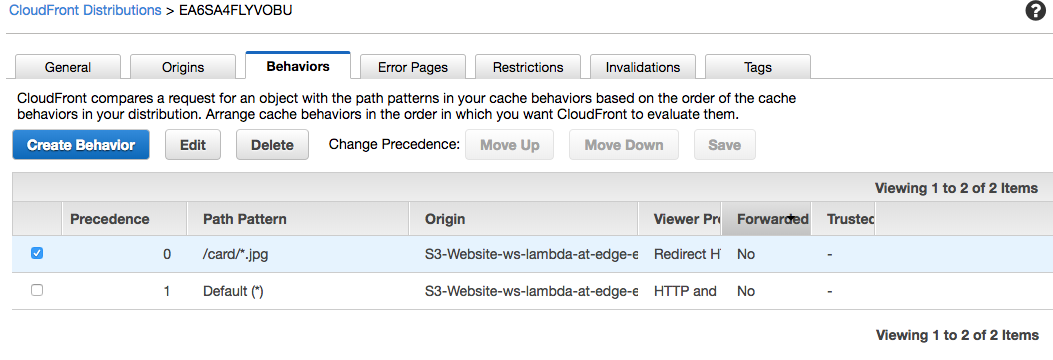 CloudFront Distributions > EA6SA4FLYVOBU
?
General Origins Behaviors Error Pages Restrictions Invalidations Tags
CloudFront compares a request for an object with the path patterns in your cache behaviors based on the order of the cache
behaviors in your distribution. Arrange cache behaviors in the order in which you want CloudFront to evaluate them.
Create Behavior Edit Delete Change Precedence: Move Up Move Down Save
Viewing 1 to 2 of 2 Items
Precedence Path Pattern Origin Viewer Pr Forwarded Trusted
0 /card/*.jpg S3-Website-ws-lambda-at-edge-e Redirect H No -
1 Default (*) S3-Website-ws-lambda-at-edge-e HTTP and No -
Viewing 1 to 2 of 2 Items